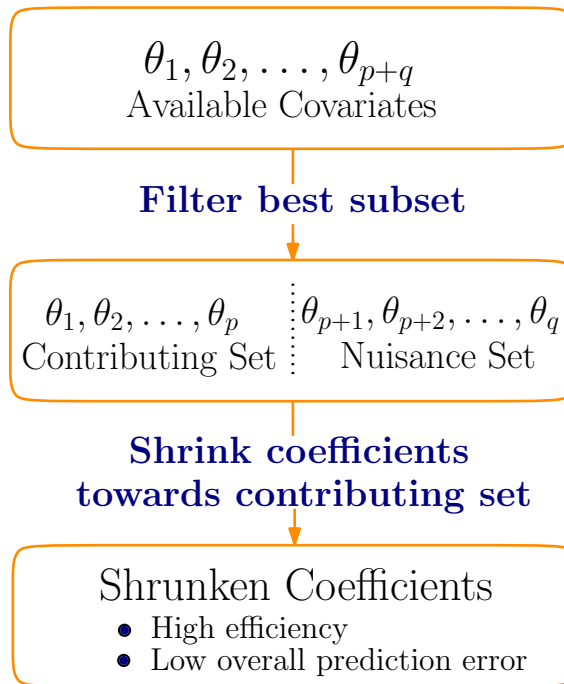 θ₁, θ₂, . . . , θₚ₊q
Available Covariates
Filter best subset
θ₁, θ₂, . . . , θₚ θₚ₊₁, θₚ₊₂, . . . , θq
Contributing Set Nuisance Set
Shrink coefficients
towards contributing set
Shrunken Coefficients
• High efficiency
• Low overall prediction error